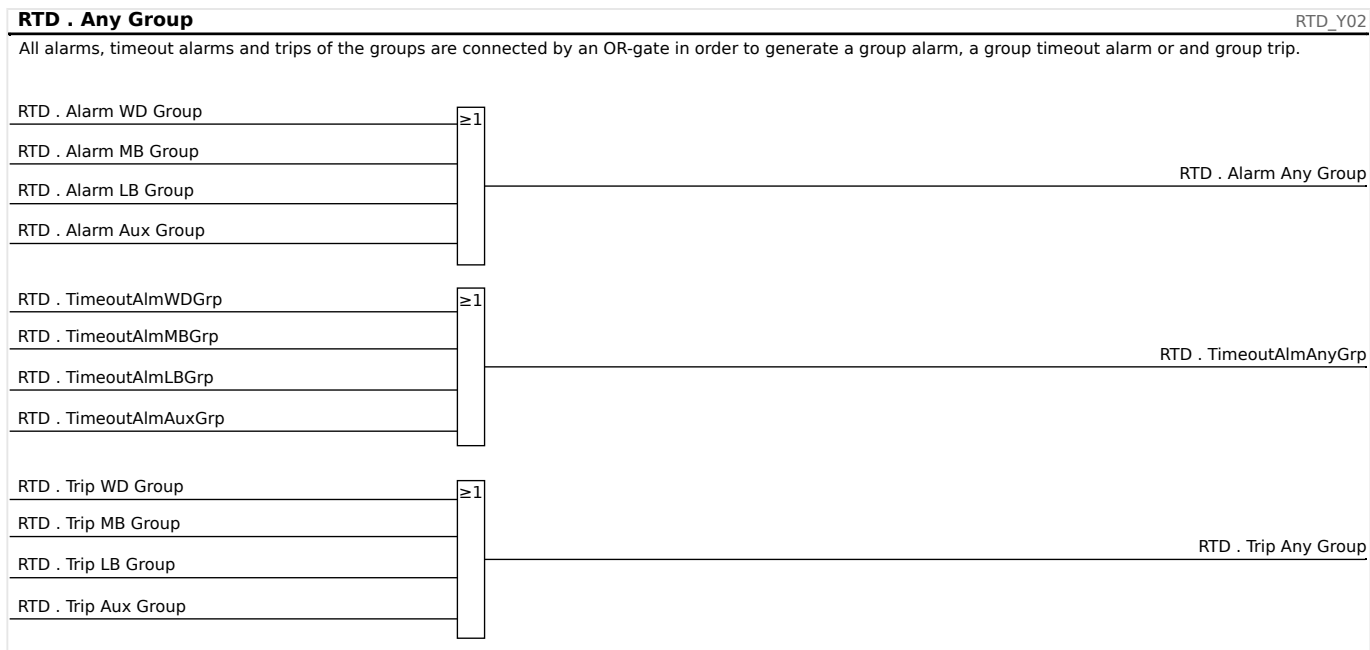 RTD . Any Group
RTD_Y02
All alarms, timeout alarms and trips of the groups are connected by an OR-gate in order to generate a group alarm, a group timeout alarm or and group trip.
RTD . Alarm WD Group
≥1
RTD . Alarm MB Group
RTD . Alarm Any Group
RTD . Alarm LB Group
RTD . Alarm Aux Group
RTD . TimeoutAlmWDGrp
≥1
RTD . TimeoutAlmMBGrp
RTD . TimeoutAlmAnyGrp
RTD . TimeoutAlmLBGrp
RTD . TimeoutAlmAuxGrp
RTD . Trip WD Group
≥1
RTD . Trip MB Group
RTD . Trip Any Group
RTD . Trip LB Group
RTD . Trip Aux Group